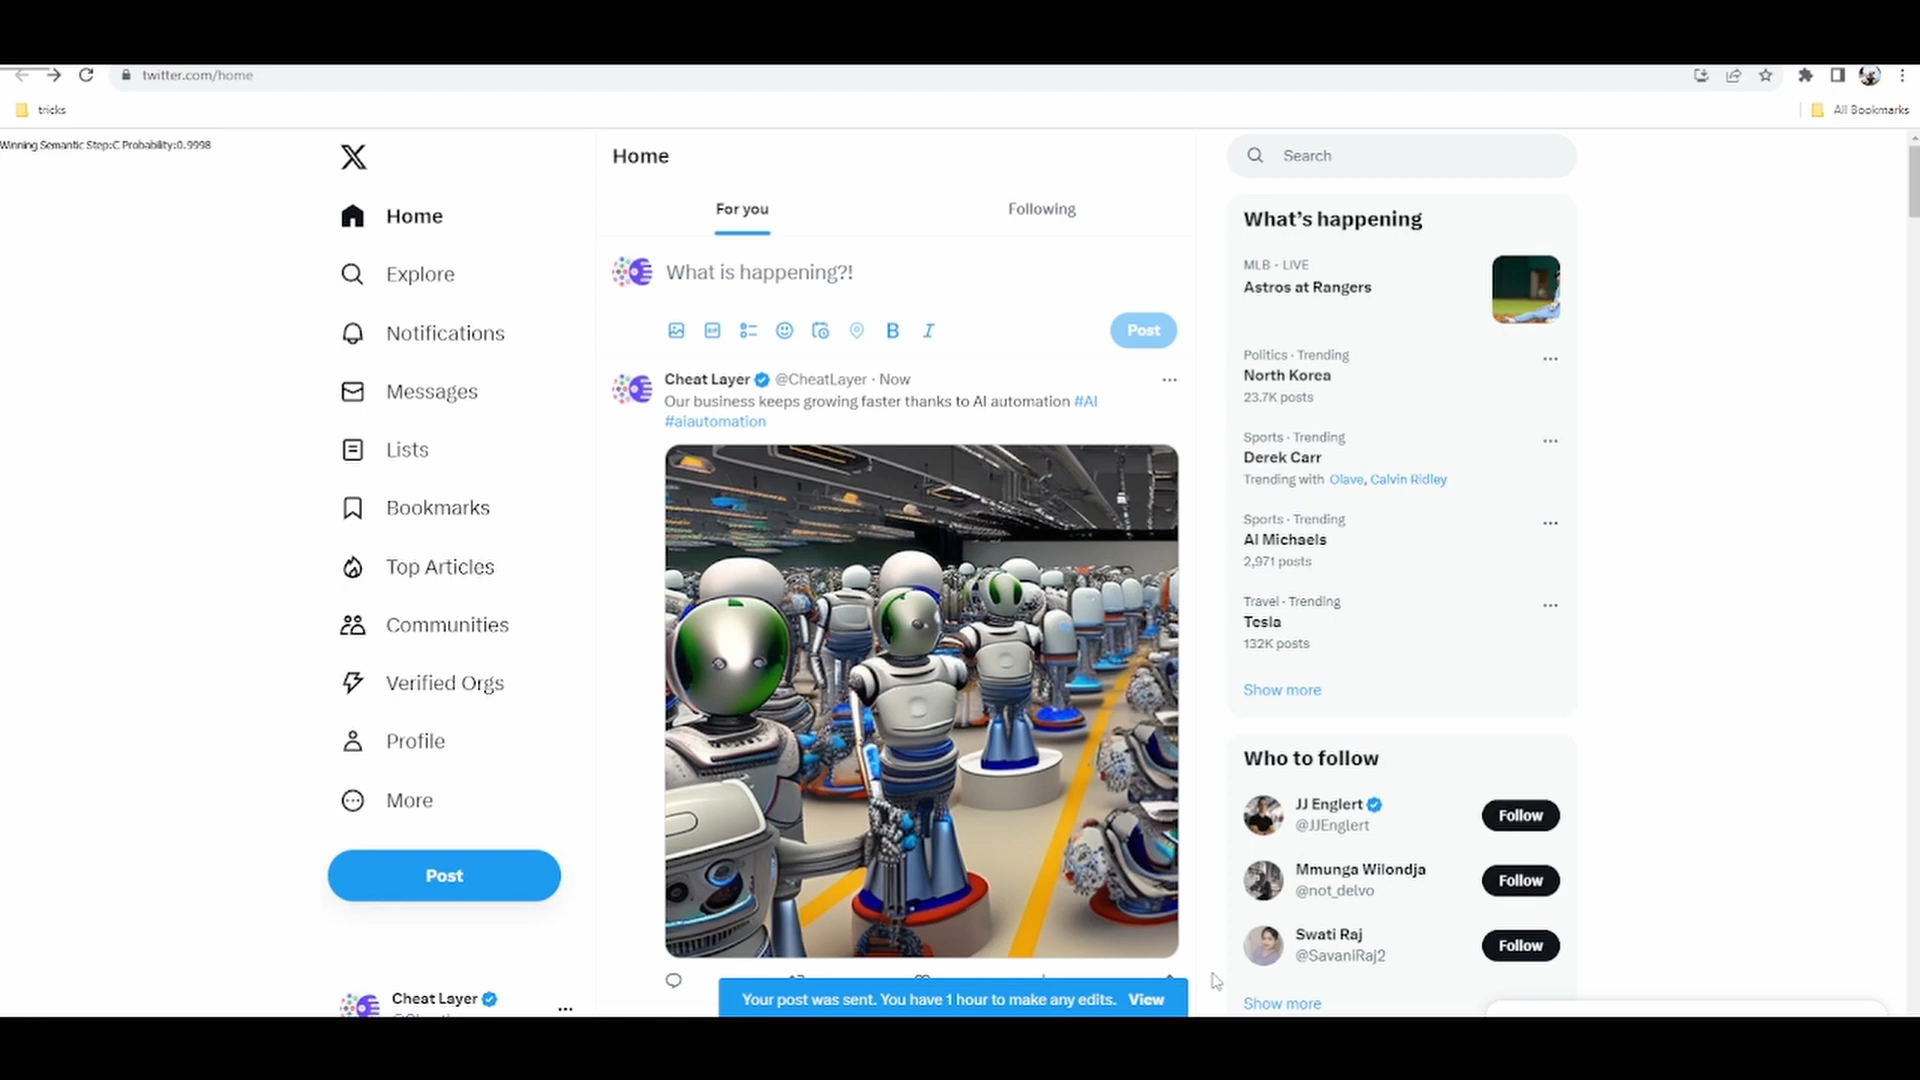 twitter.com/home
tricks
All Bookmarks
Winning Semantic Step:C Probability:0.9998
Home
Explore
Notifications
Messages
Lists
Bookmarks
Top Articles
Communities
Verified Orgs
Profile
More
Post
Cheat Layer
Home
For you
Following
What is happening?!
GIF
B I
Post
Cheat Layer @CheatLayer · Now
Our business keeps growing faster thanks to AI automation #AI
#aiautomation
Your post was sent. You have 1 hour to make any edits. View
Search
What's happening
MLB · LIVE
Astros at Rangers
Politics · Trending
North Korea
23.7K posts
Sports · Trending
Derek Carr
Trending with Olave, Calvin Ridley
Sports · Trending
Al Michaels
2,971 posts
Travel · Trending
Tesla
132K posts
Show more
Who to follow
JJ Englert
@JJEnglert
Follow
Mmunga Wilondja
@not_delvo
Follow
Swati Raj
@SavaniRaj2
Follow
Show more